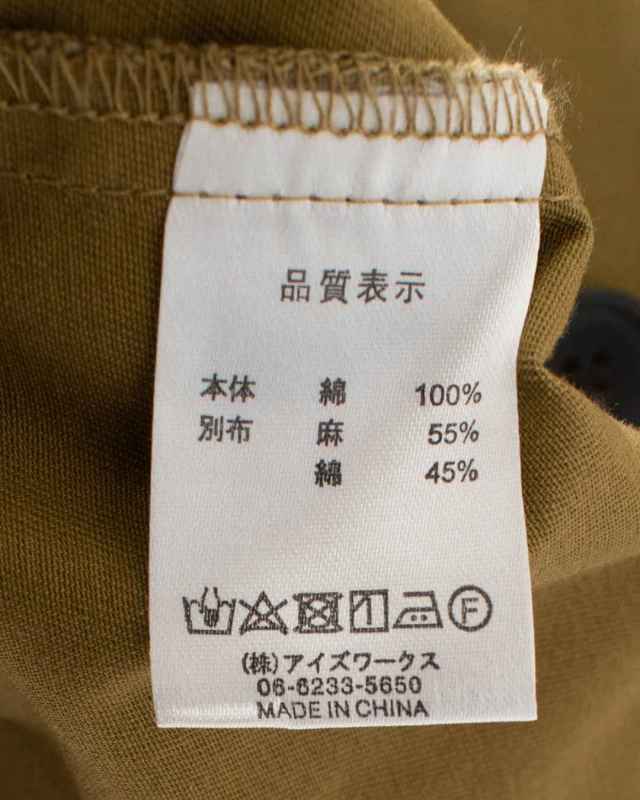 品質表示
本体 綿 100%
別布 麻 55%
綿 45%
F
(株)アイズワークス
06-6233-5650
MADE IN CHINA